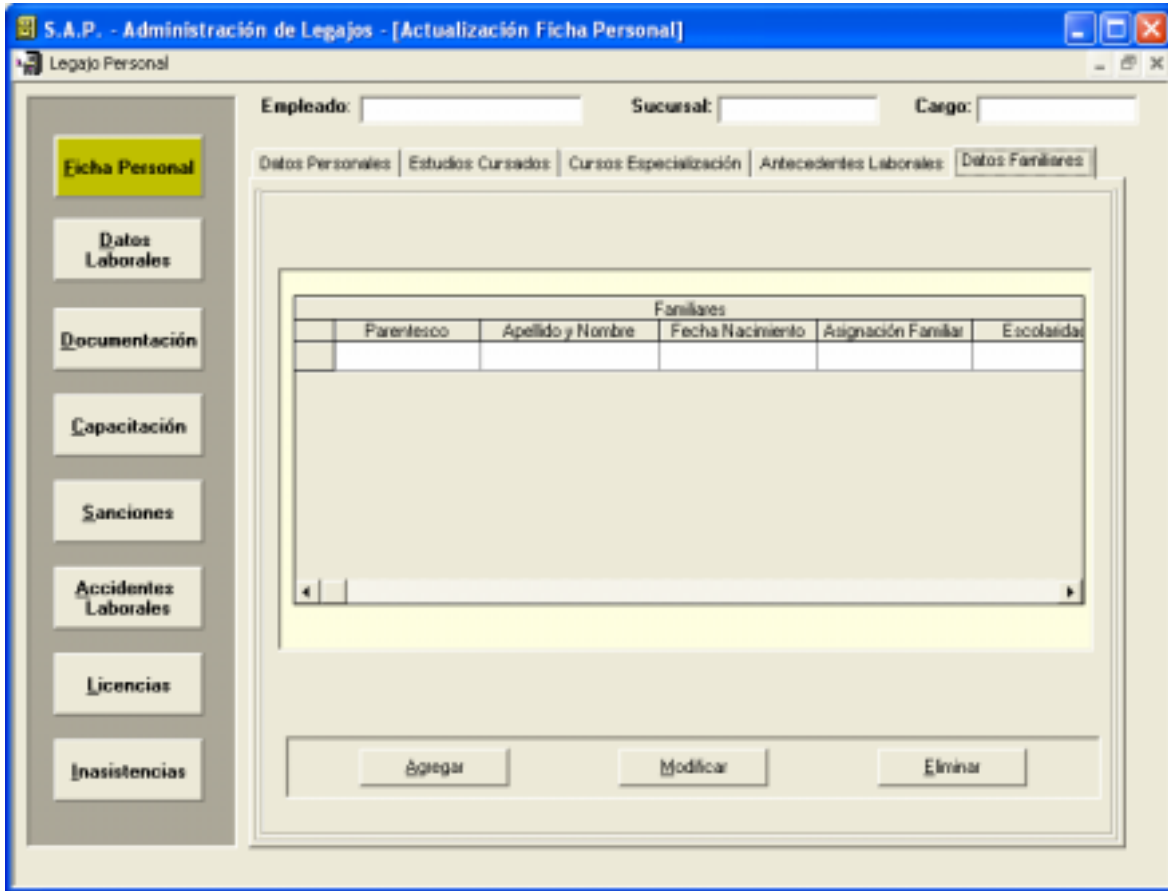 S.A.P. - Administración de Legajos - [Actualización Ficha Personal]
Legajo Personal
Empleado: Sucursal: Cargo:
Datos Personales Estudios Cursados Cursos Especialización Antecedentes Laborales Datos Familiares
Ficha Personal
Datos
Laborales
Documentación
Capacitación
Sanciones
Accidentes
Laborales
Licencias
Inasistencias
Familiares
Parentesco Apellido y Nombre Fecha Nacimiento Asignación Familiar Escolaridad
Agregar Modificar Eliminar